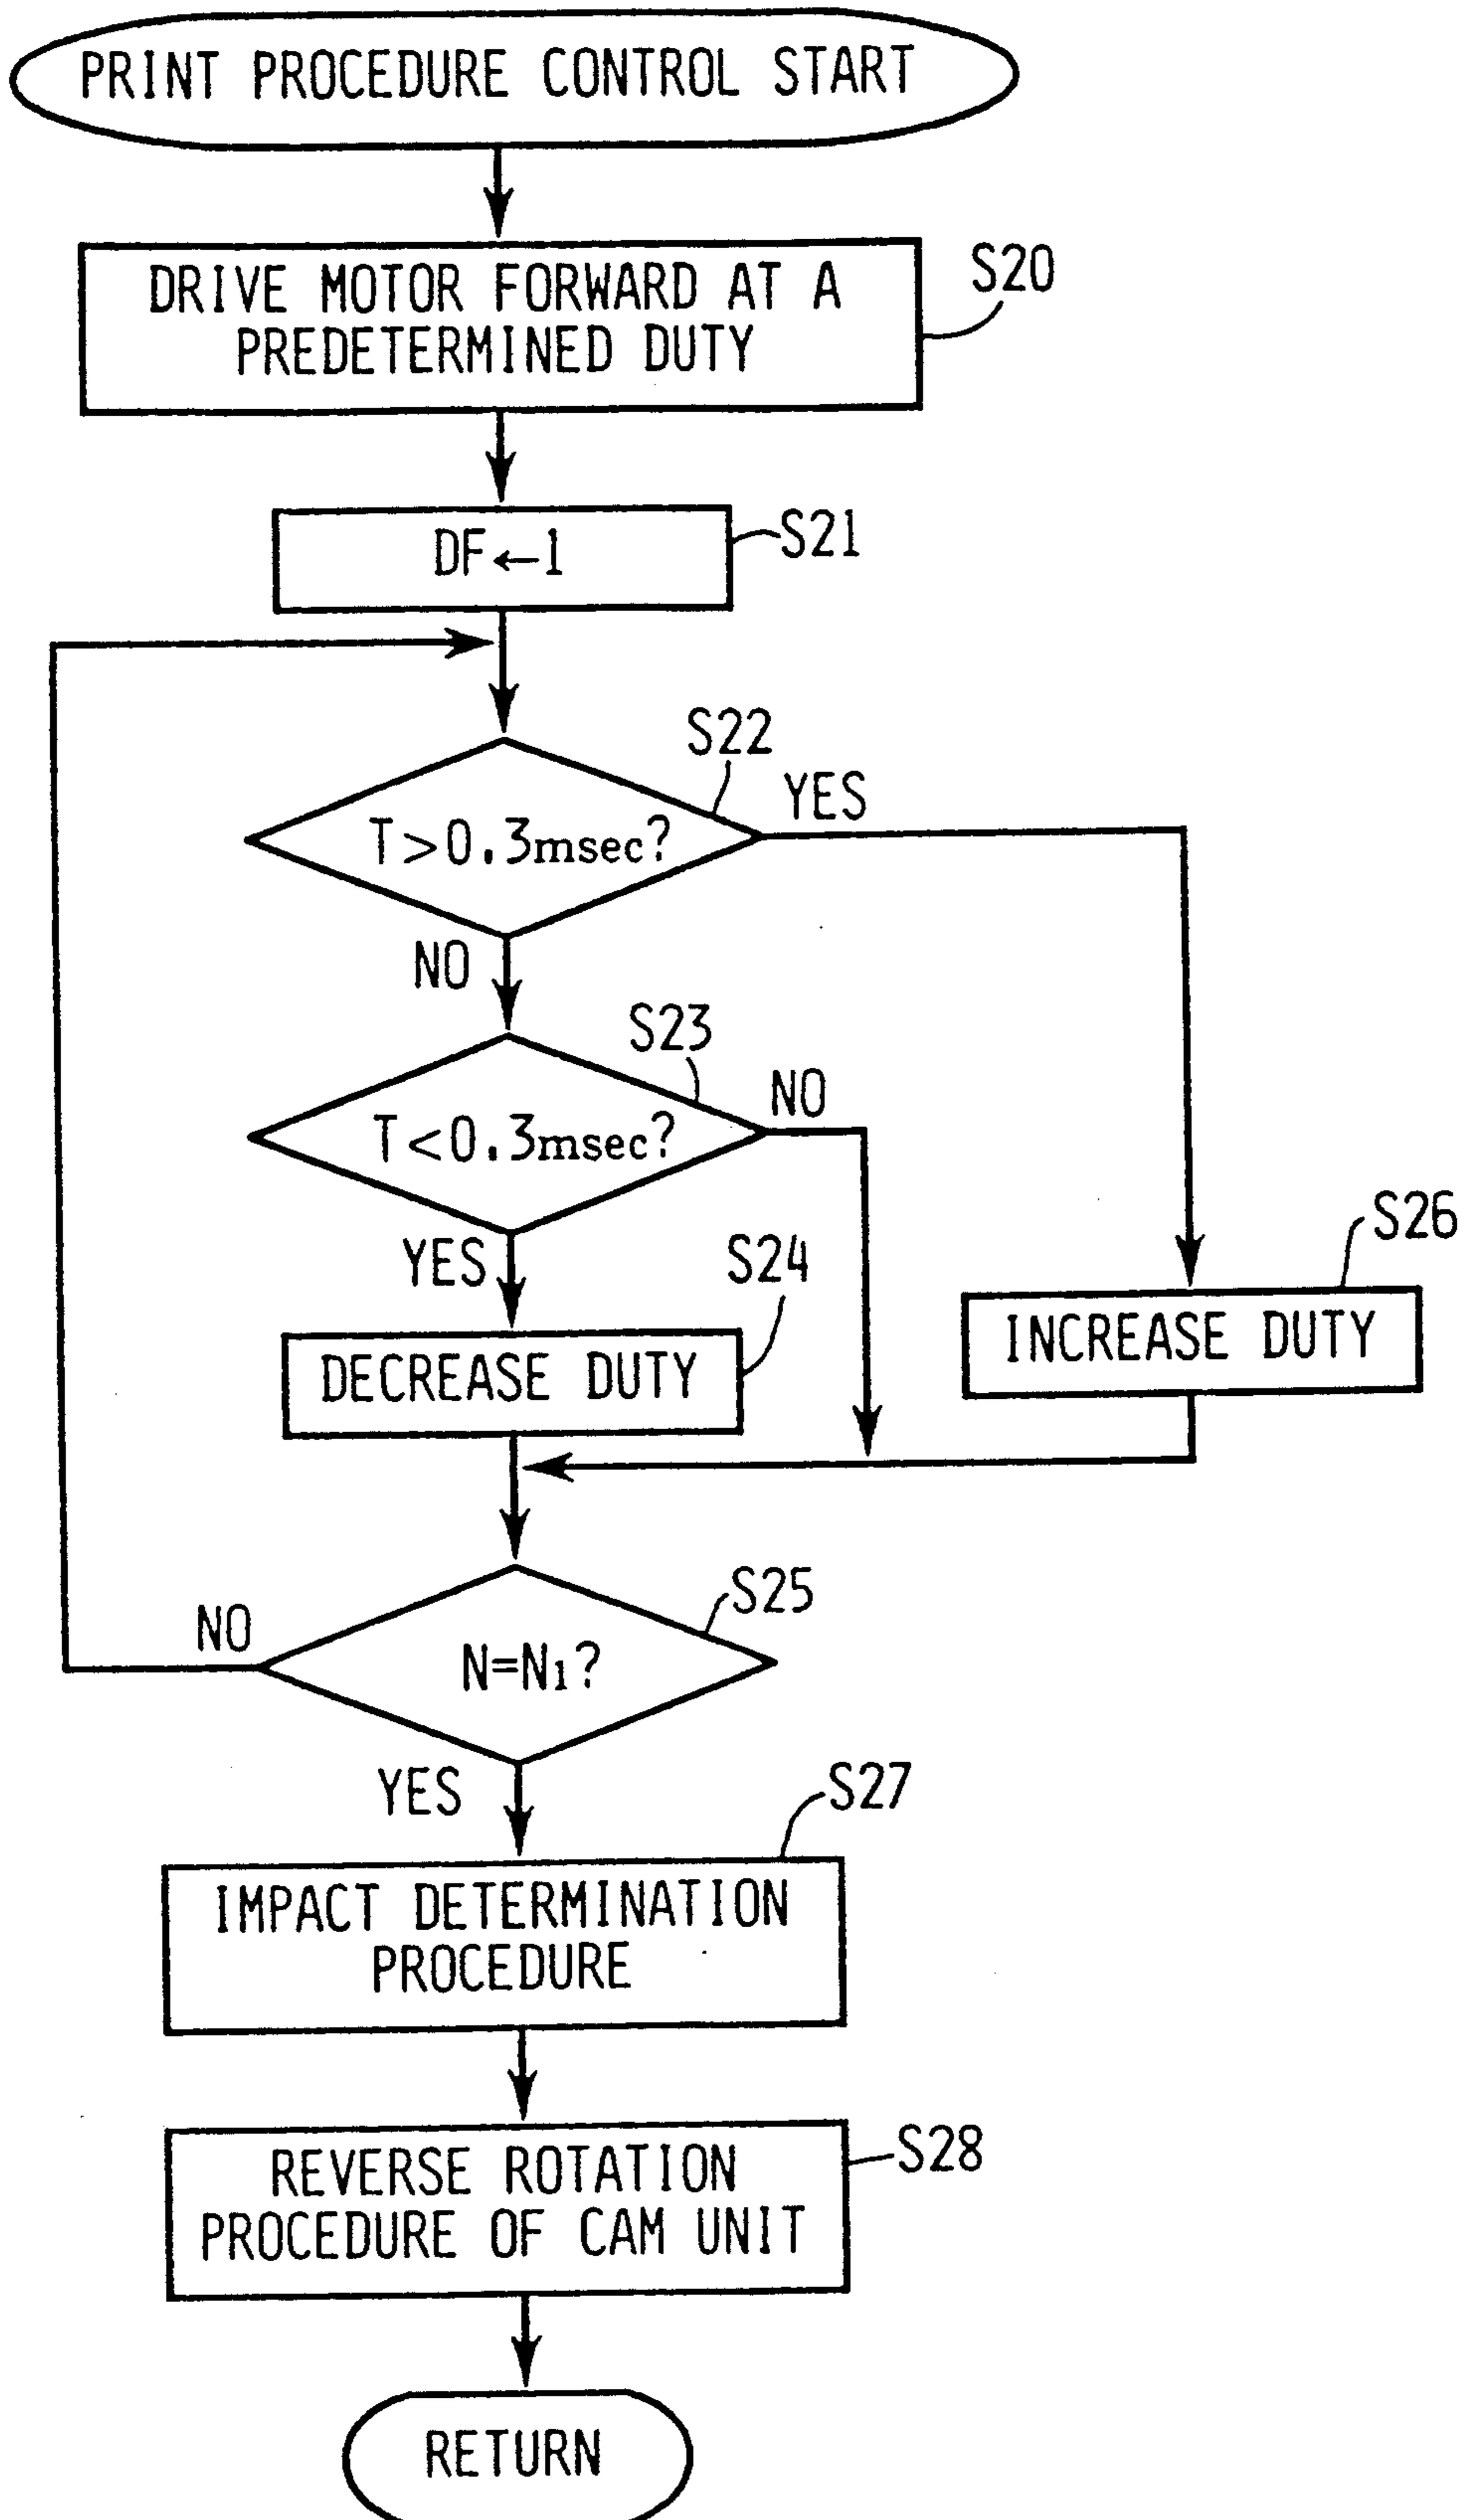 PRINT PROCEDURE CONTROL START
DRIVE MOTOR FORWARD AT A
PREDETERMINED DUTY
S20
DF←1
S21
S22
YES
T>0.3msec?
NO
S23
NO
T<0.3msec?
YES
S24
S26
DECREASE DUTY
INCREASE DUTY
S25
NO
N=N1?
YES
S27
IMPACT DETERMINATION
PROCEDURE
S28
REVERSE ROTATION
PROCEDURE OF CAM UNIT
RETURN